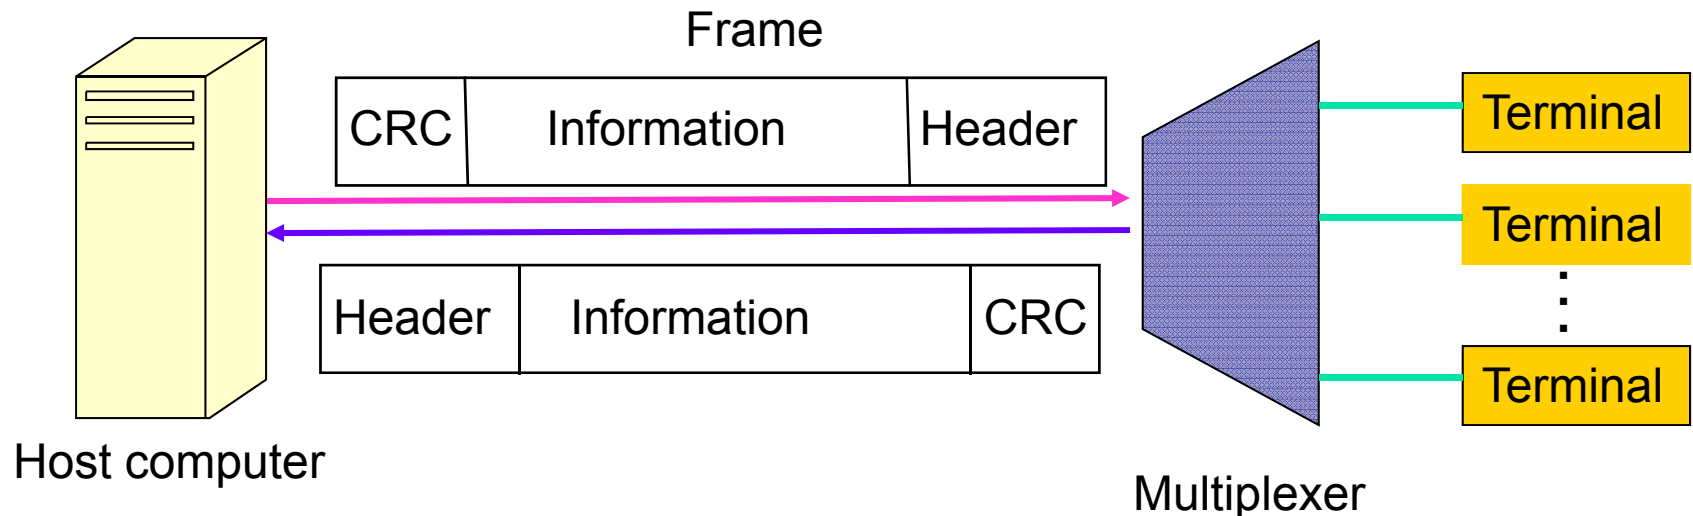 Frame
CRC Information Header
Terminal
Terminal
Header Information CRC
Terminal
Host computer
Multiplexer